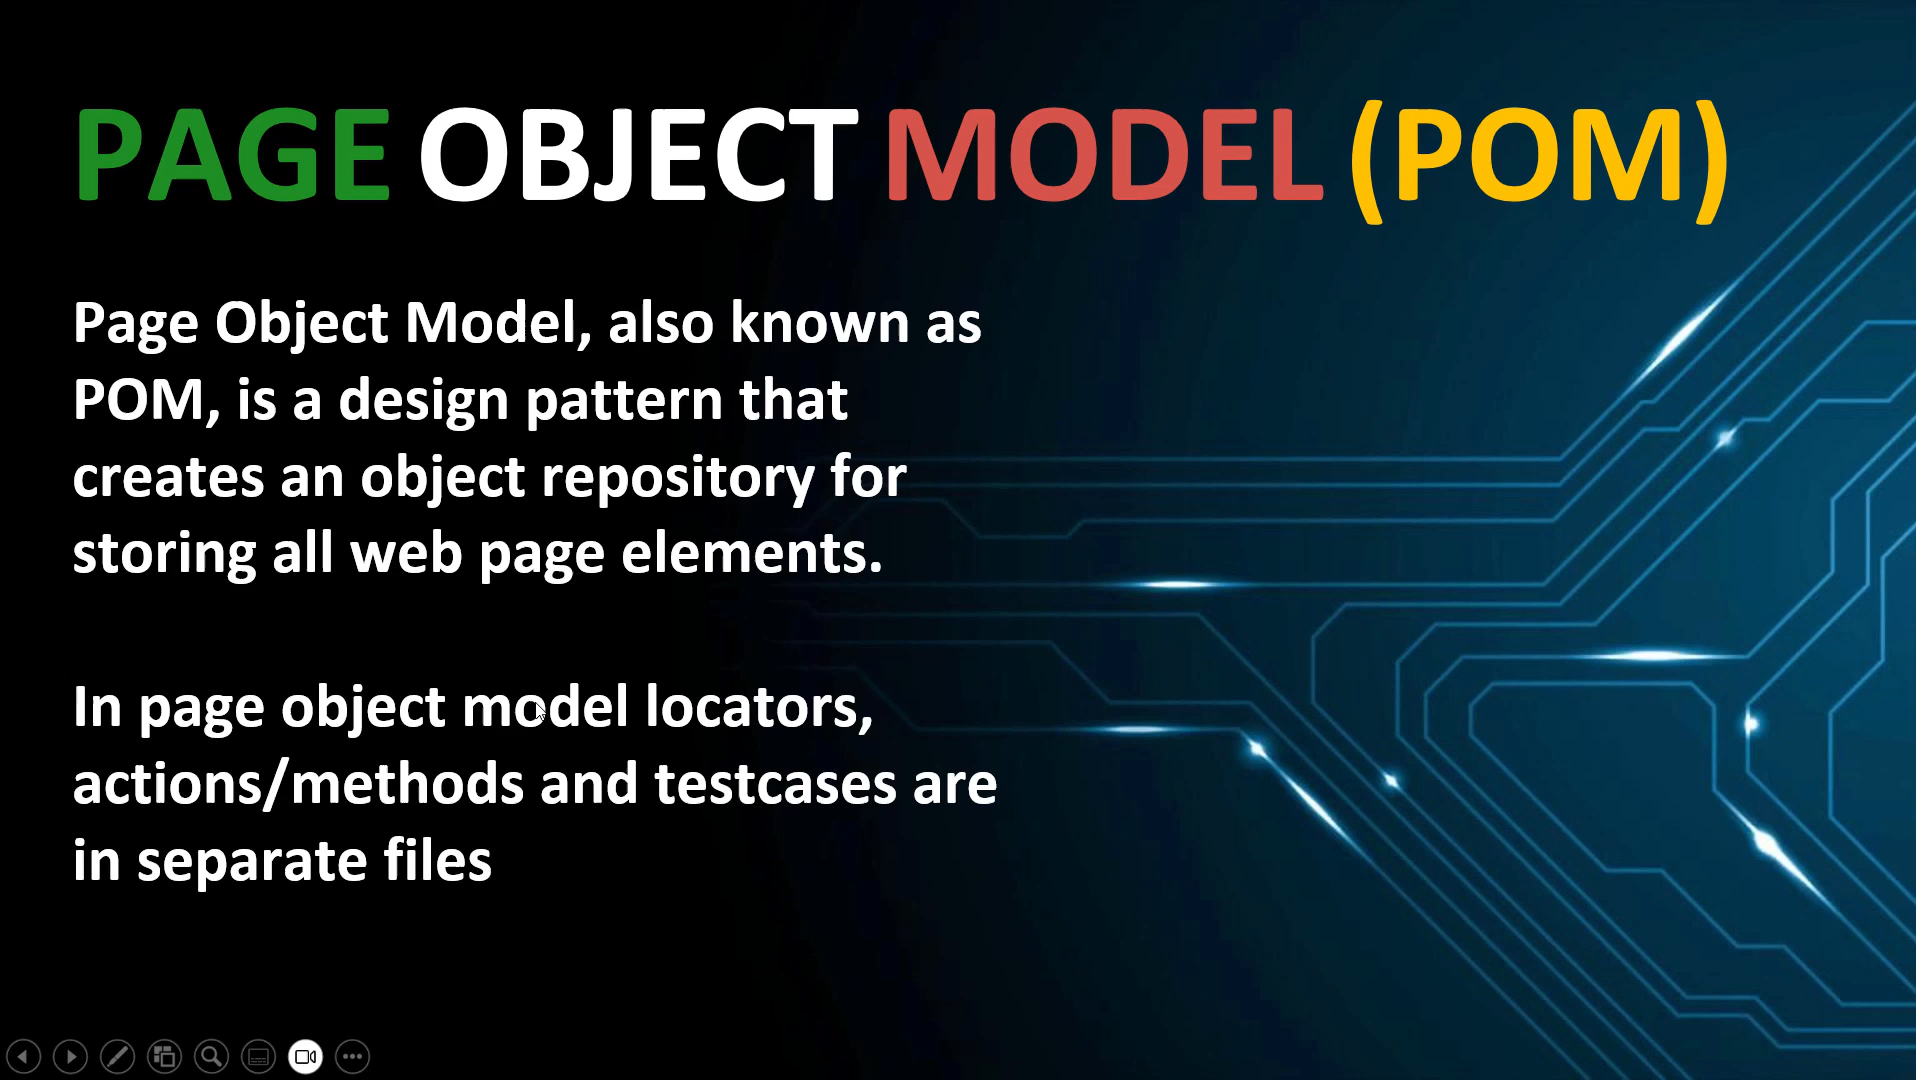 PAGE OBJECT MODEL (POM)
Page Object Model, also known as
POM, is a design pattern that
creates an object repository for
storing all web page elements.
In page object model locators,
actions/methods and testcases are
in separate files